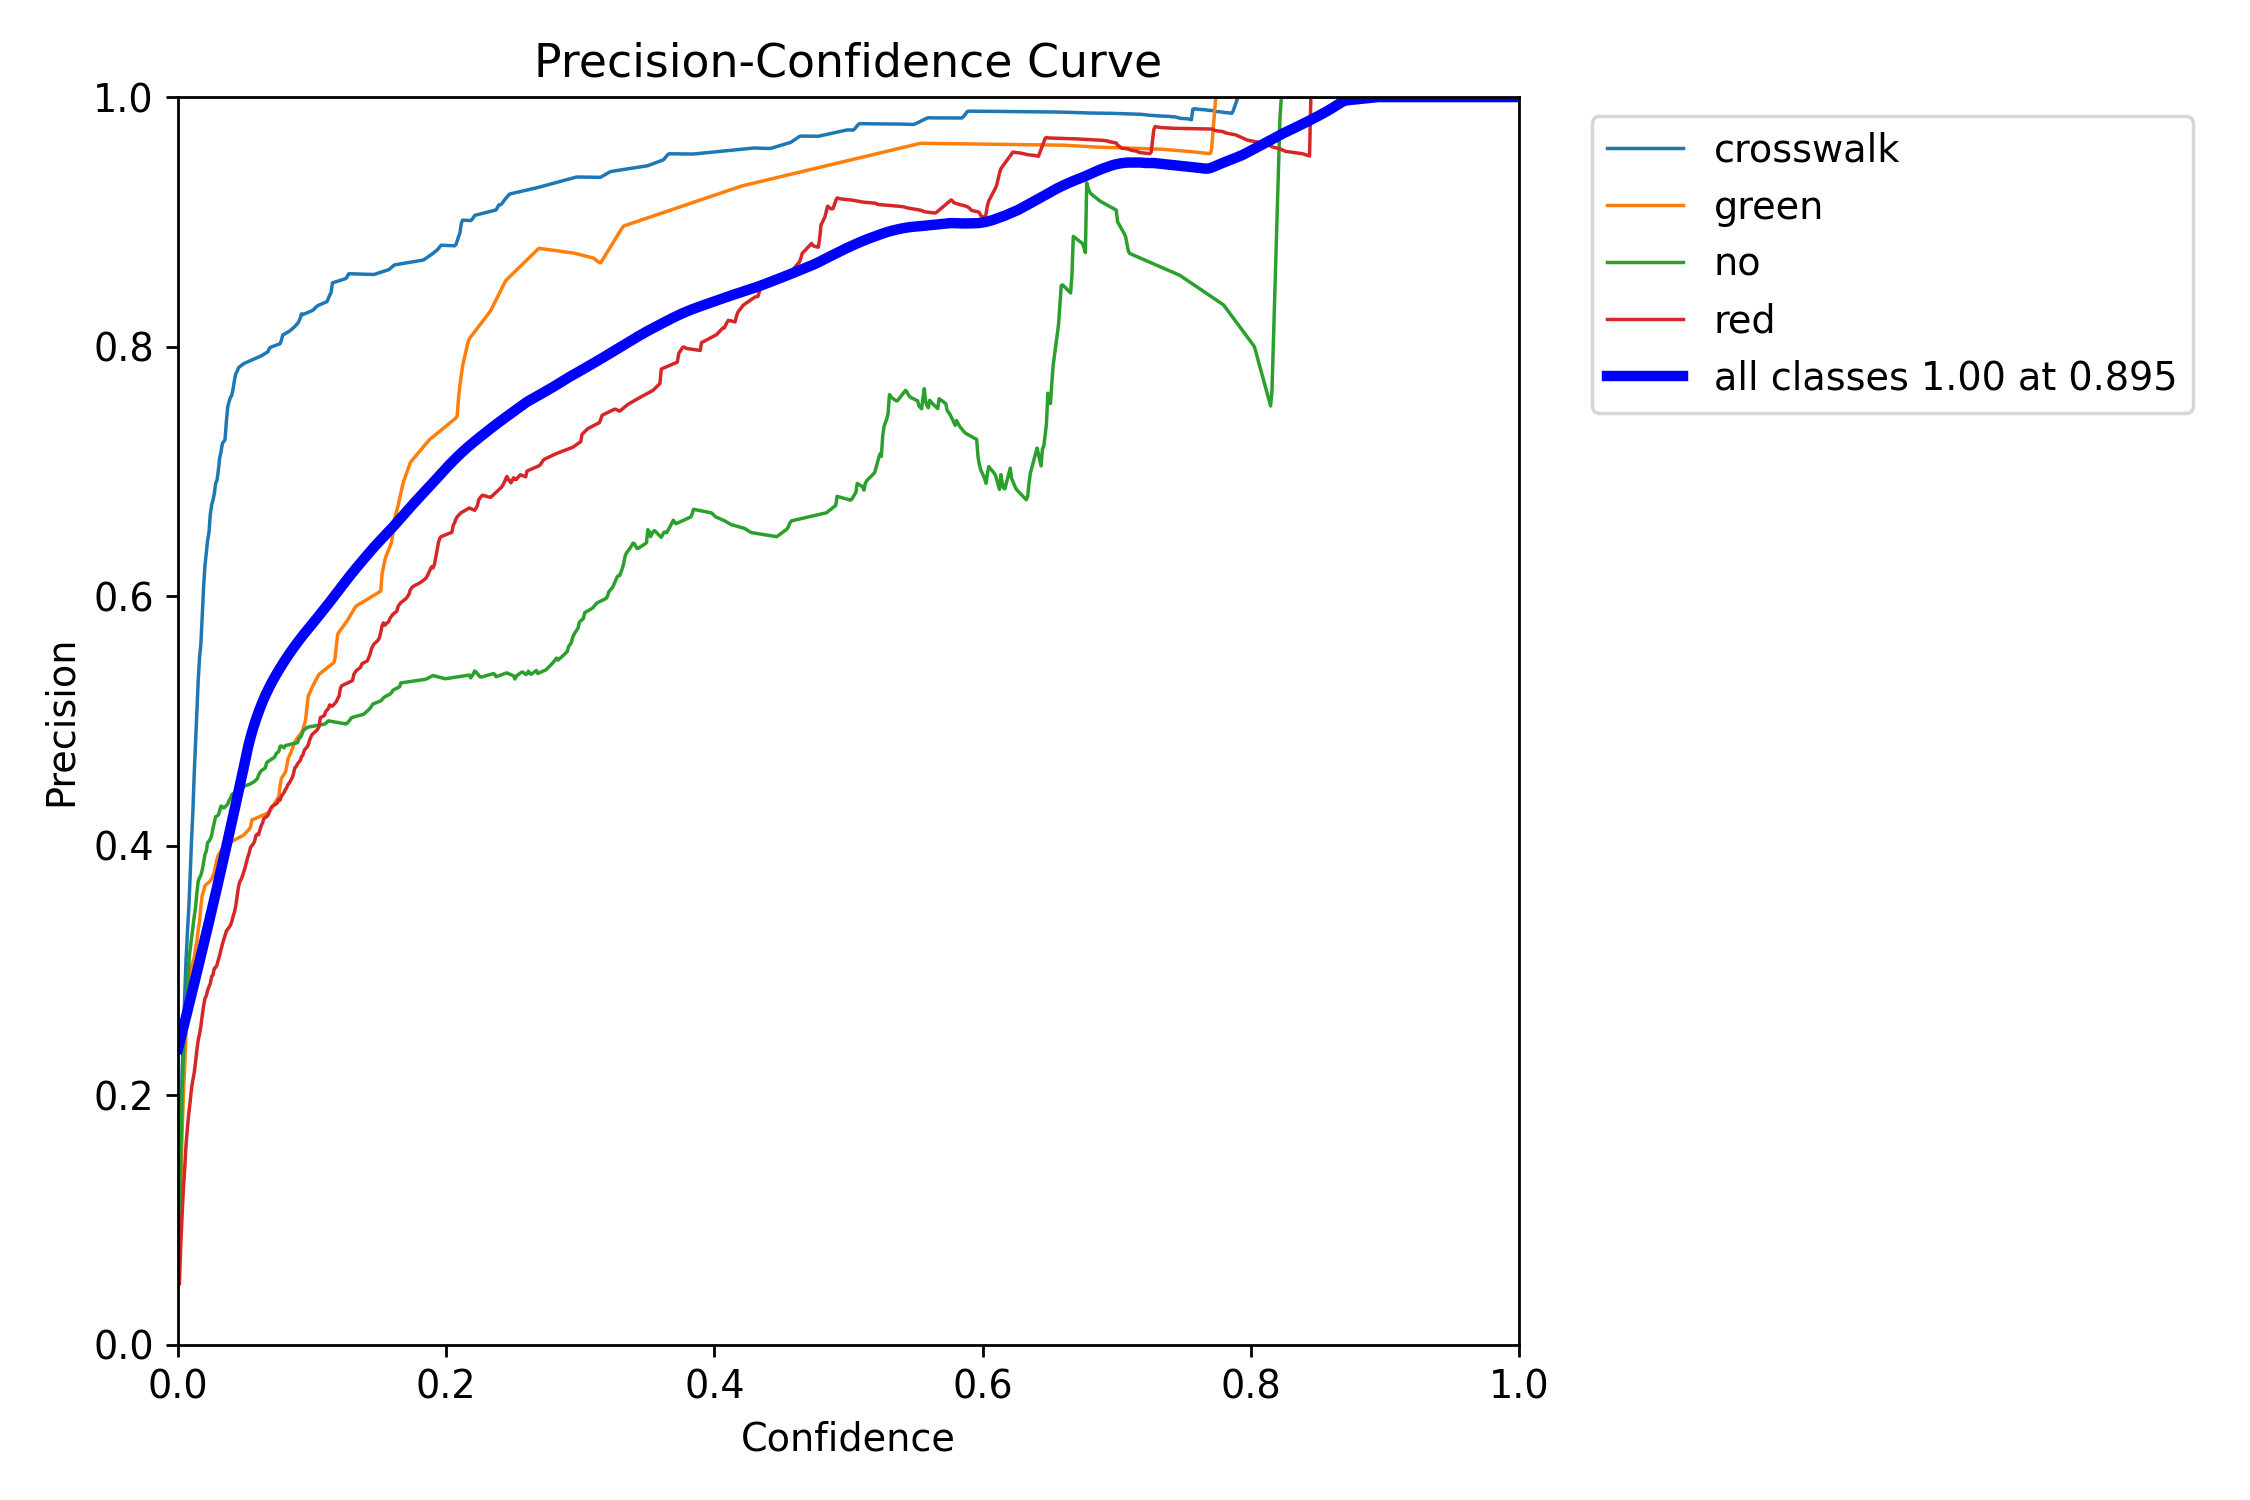 Precision-Confidence Curve
1.0
0.8
0.6
0.4
0.2
0.0
Precision
0.0 0.2 0.4 0.6 0.8 1.0
Confidence
crosswalk
green
no
red
all classes 1.00 at 0.895